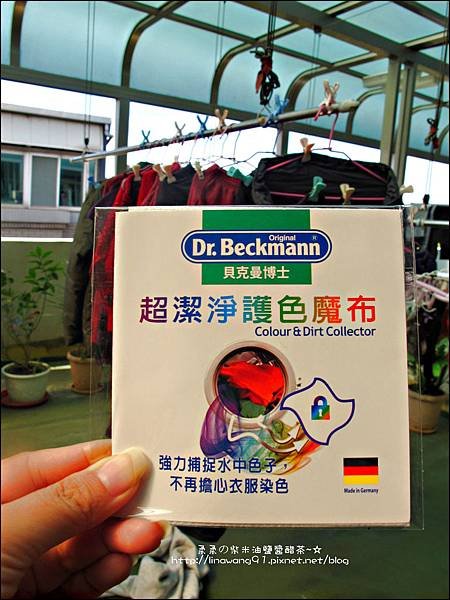 Original
Dr. Beckmann®
貝克曼博士
超潔淨護色魔布
Colour & Dirt Collector
強力捕捉水中色子，
不再擔心衣服染色
Made in Germany
柔柔の柴米油鹽醬醋茶~☆
http://linawang91.pixnet.net/blog